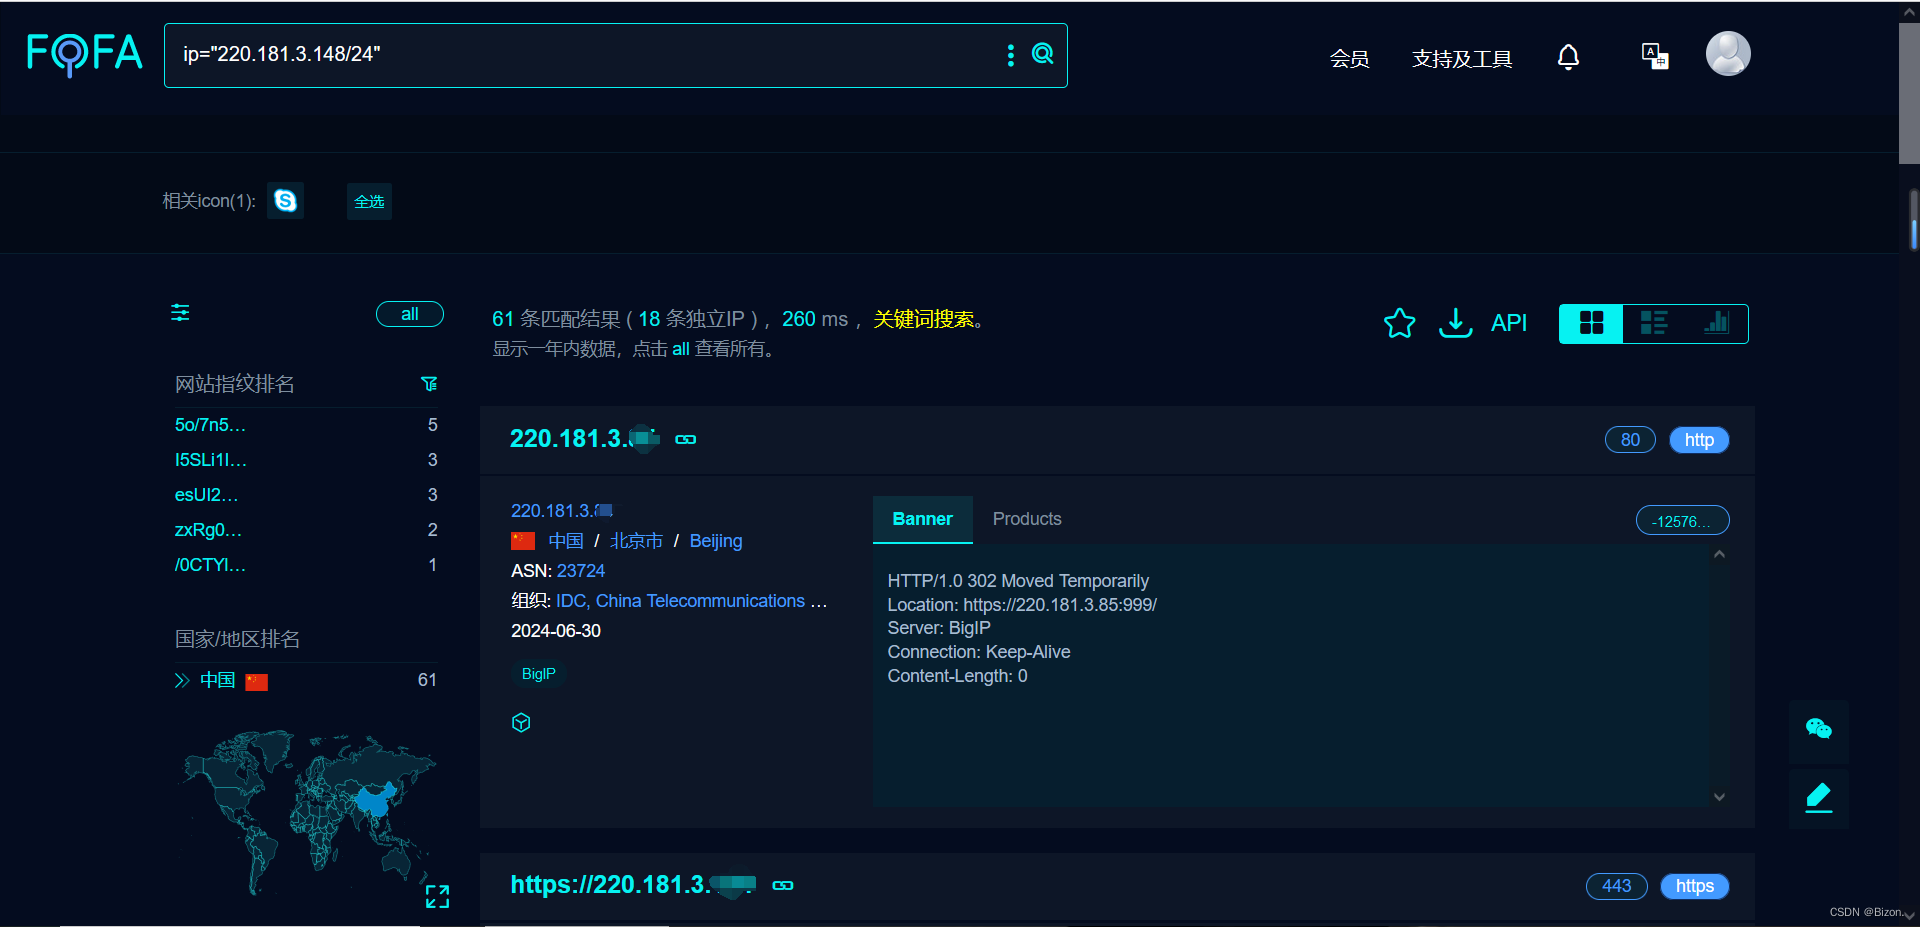 FOFA
ip="220.181.3.148/24"
会员
支持及工具
相关icon(1):
全选
all
61 条匹配结果 ( 18 条独立IP ) ，260 ms ，关键词搜索。
显示一年内数据，点击 all 查看所有。
API
网站指纹排名
5o/7n5... 5
I5SLi1I... 3
esUI2... 3
zxRg0... 2
/0CTYI... 1
国家/地区排名
中国 61
220.181.3.
80
http
220.181.3.
中国 / 北京市 / Beijing
ASN: 23724
组织: IDC, China Telecommunications ...
2024-06-30
BigIP
Banner
Products
-12576...
HTTP/1.0 302 Moved Temporarily
Location: https://220.181.3.85:999/
Server: BigIP
Connection: Keep-Alive
Content-Length: 0
https://220.181.3.
443
https
CSDN @Bizon.